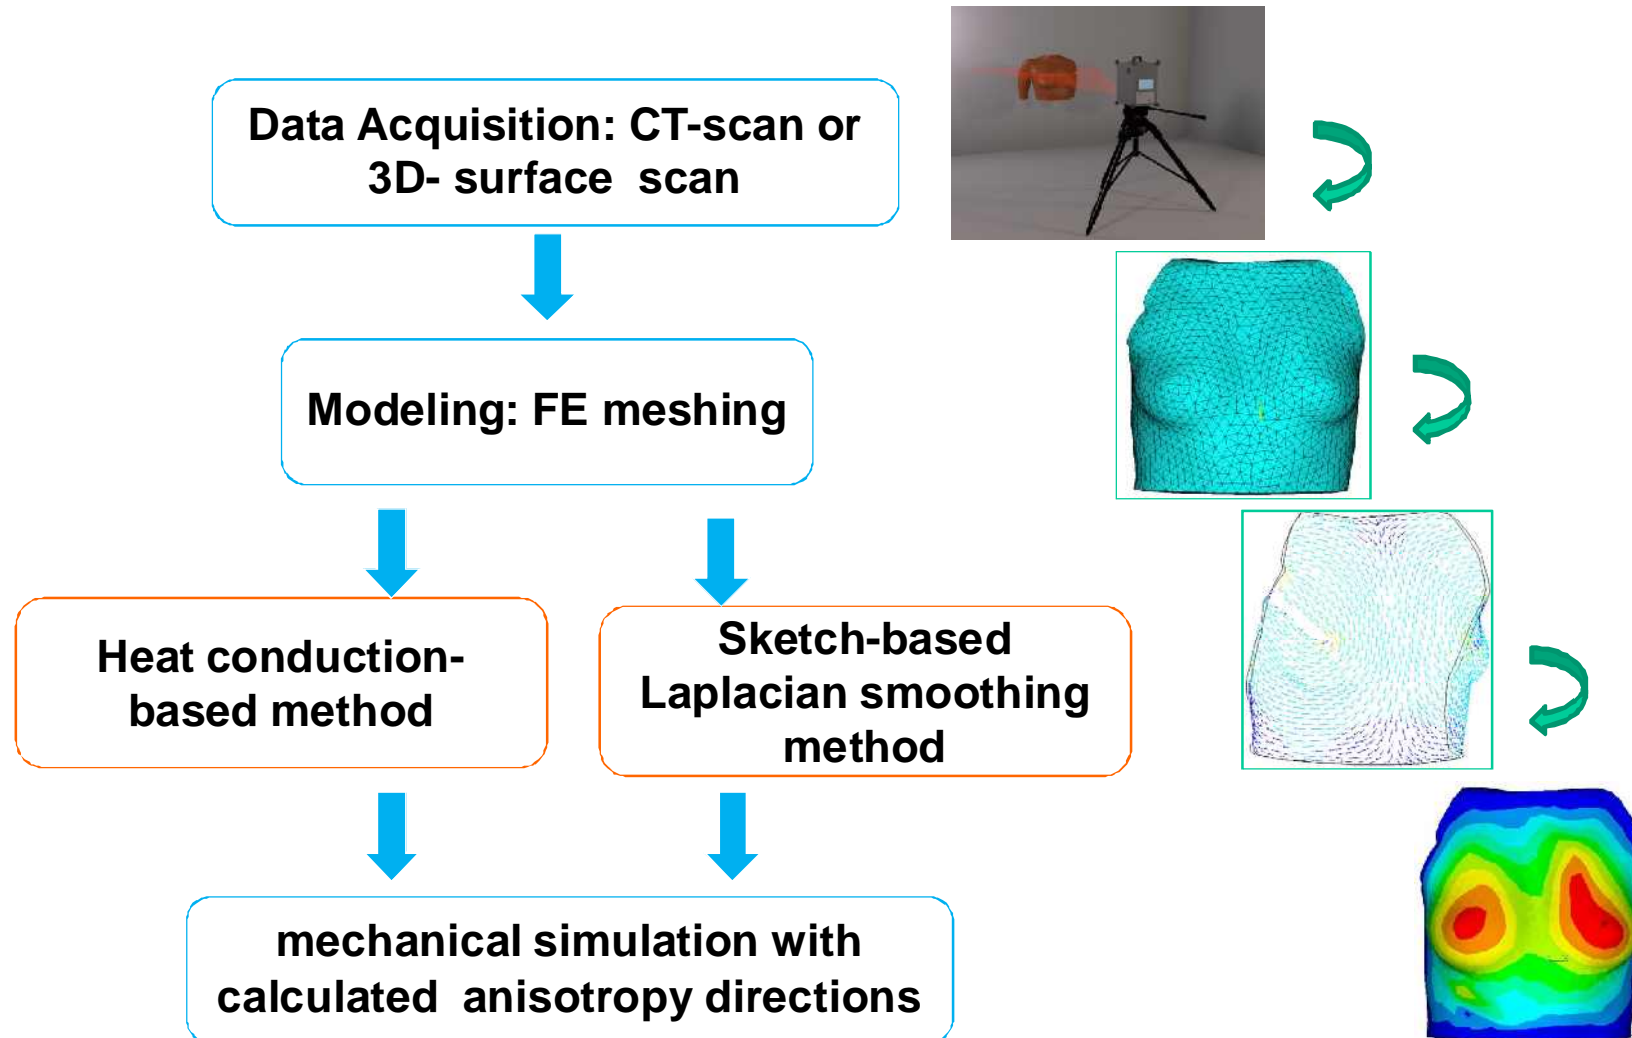 Data Acquisition: CT-scan or
3D- surface scan
Modeling: FE meshing
Heat conduction-
based method
Sketch-based
Laplacian smoothing
method
mechanical simulation with
calculated anisotropy directions